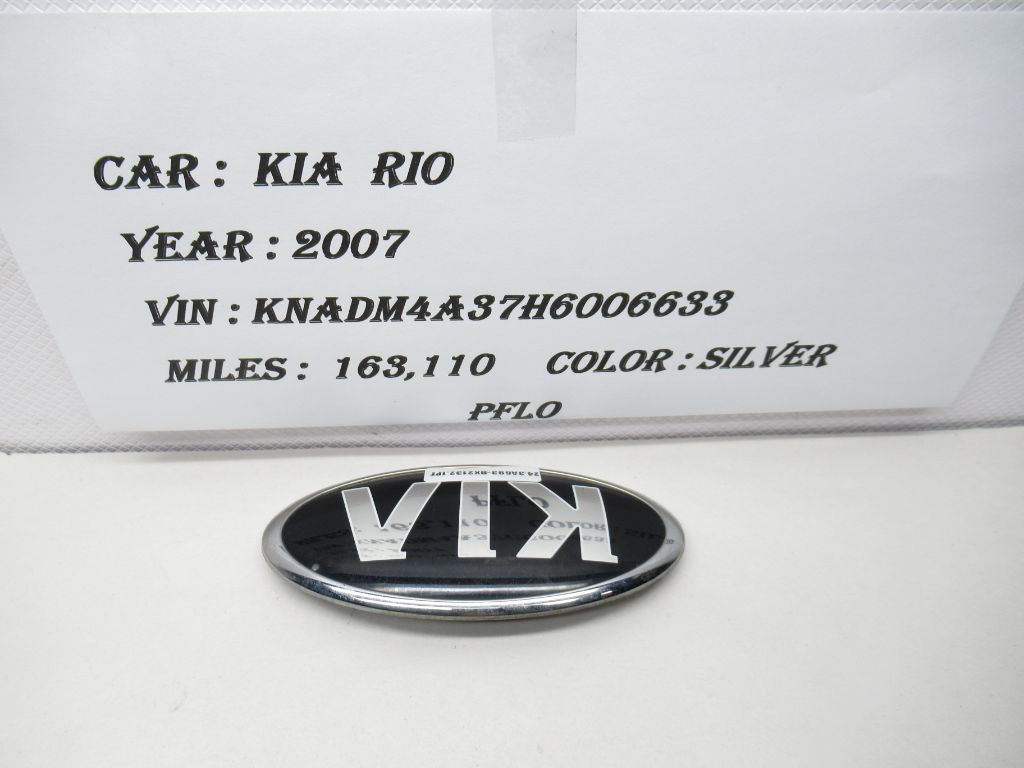 CAR : KIA RIO
YEAR : 2007
VIN : KNADM4A37H6006633
MILES : 163,110 COLOR : SILVER
PFLO
KIA